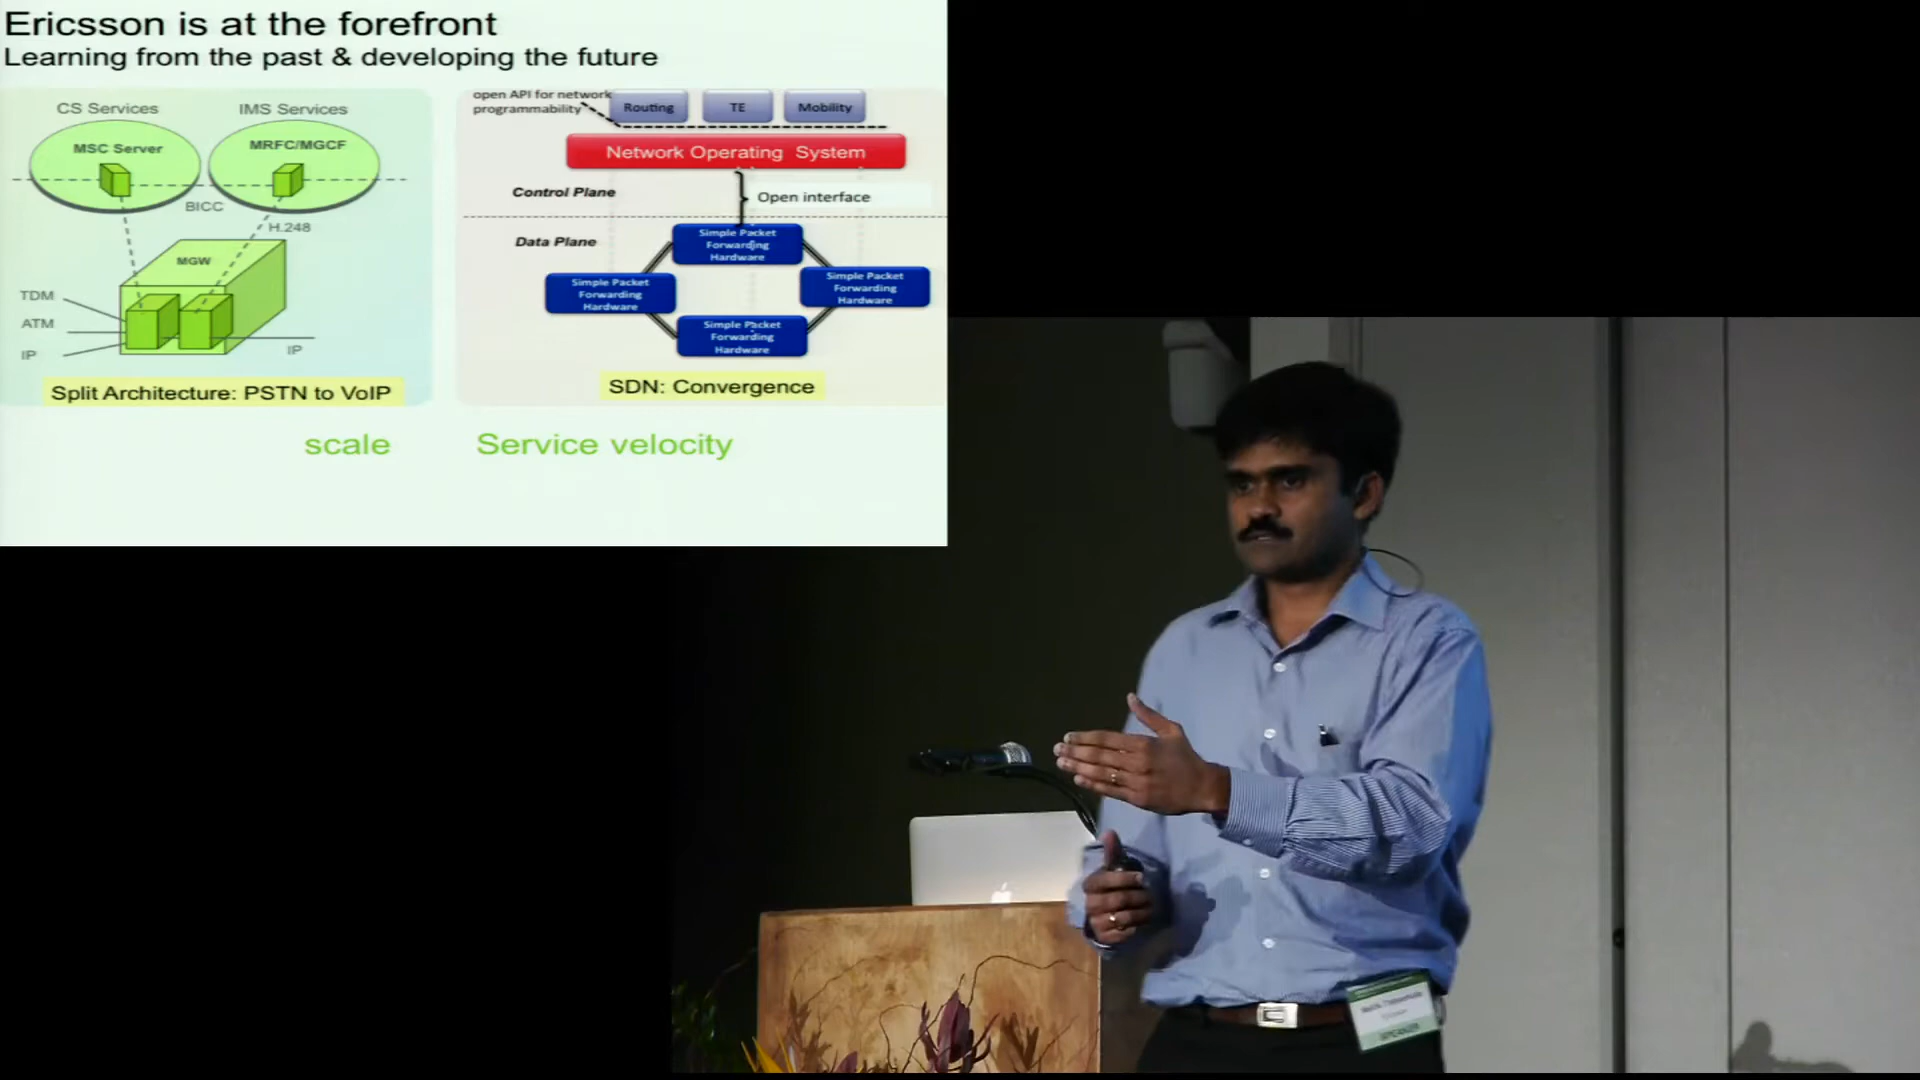 Ericsson is at the forefront
Learning from the past & developing the future
CS Services
IMS Services
MSC Server
MRFC/MGCF
BICC
H.248
MGW
TDM
ATM
IP
IP
Split Architecture: PSTN to VoIP
open API for network
programmability
Routing
TE
Mobility
Network Operating System
Control Plane
Open interface
Data Plane
Simple Packet
Forwarding
Hardware
Simple Packet
Forwarding
Hardware
Simple Packet
Forwarding
Hardware
Simple Packet
Forwarding
Hardware
SDN: Convergence
scale
Service velocity
SPEAKER